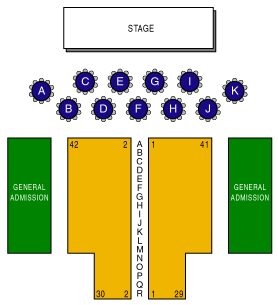 STAGE
C E G I
A K
B D F H J
42 2 A 1 41
B
C
D
E
F
GENERAL ADMISSION G GENERAL ADMISSION
H
I
J
K
L
M
N
O
P
Q
30 2 R 1 29